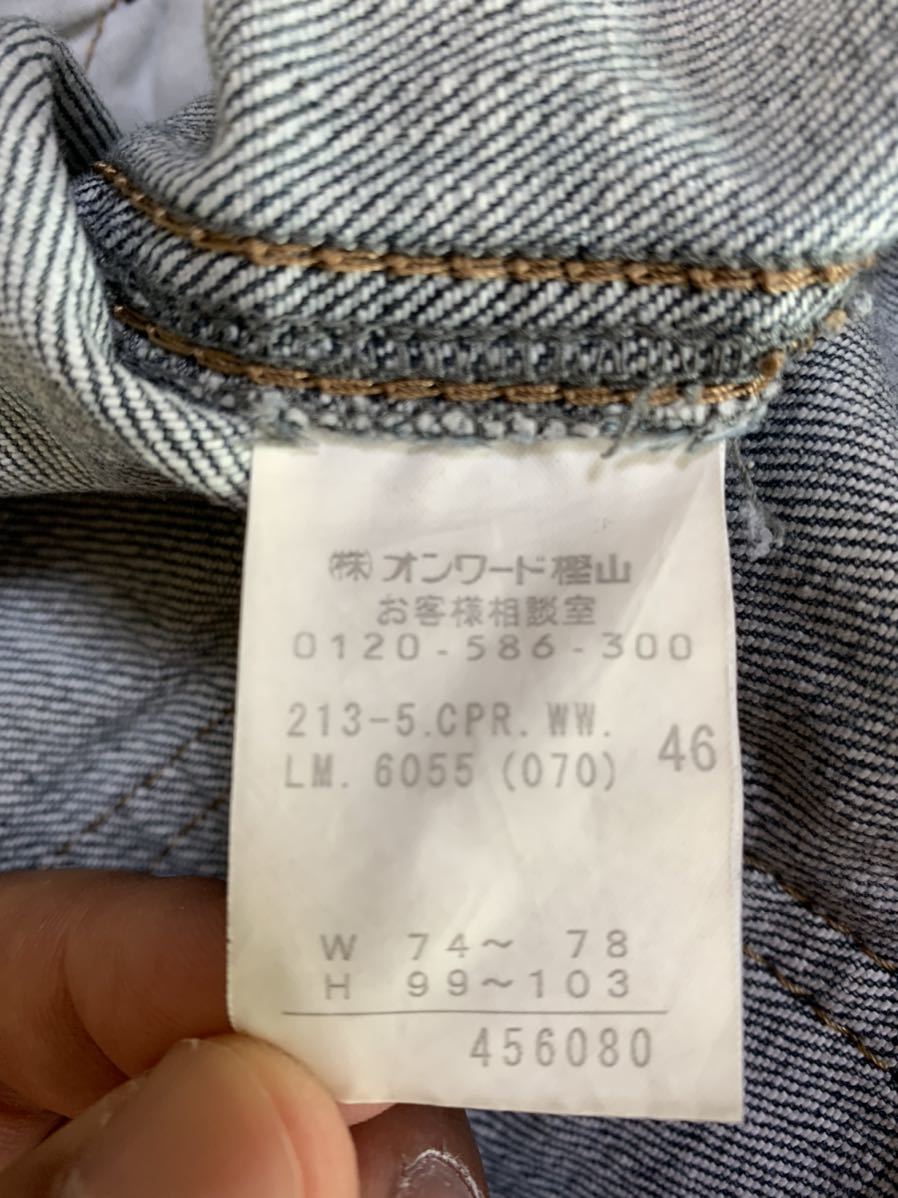 ㈱オンワード樫山
お客様相談室
0120-586-300
213-5.CPR.WW.
LM. 6055 (070) 46
W 74～ 78
H 99～103
456080